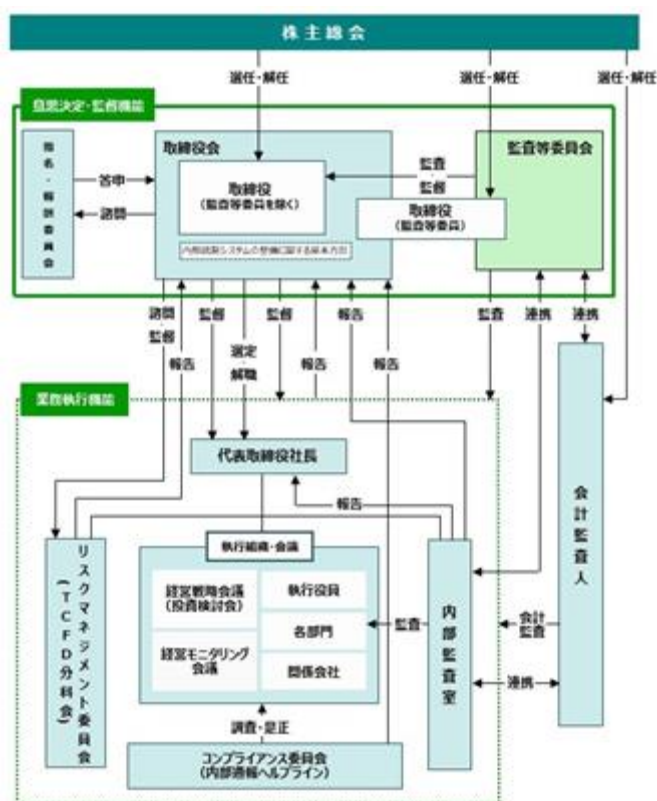 株主総会
選任・解任
選任・解任
選任・解任
意思決定・監督機能
指名・報酬委員会
答申
諮問
取締役会
取締役
(監査等委員を除く)
内部統制システムの整備に関する基本方針
監査
監督
監査等委員会
取締役
(監査等委員)
諮問
監督
報告
監督
選定・
解職
監督
報告
報告
報告
監査
連携
連携
業務執行機能
代表取締役社長
報告
執行組織・会議
経営戦略会議
(投資検討会)
経営モニタリング
会議
執行役員
各部門
関係会社
監査
内部監査室
リスクマネジメント委員会
(TCFD分科会)
会計監査人
会計
監査
連携
調査・是正
コンプライアンス委員会
(内部通報ヘルプライン)